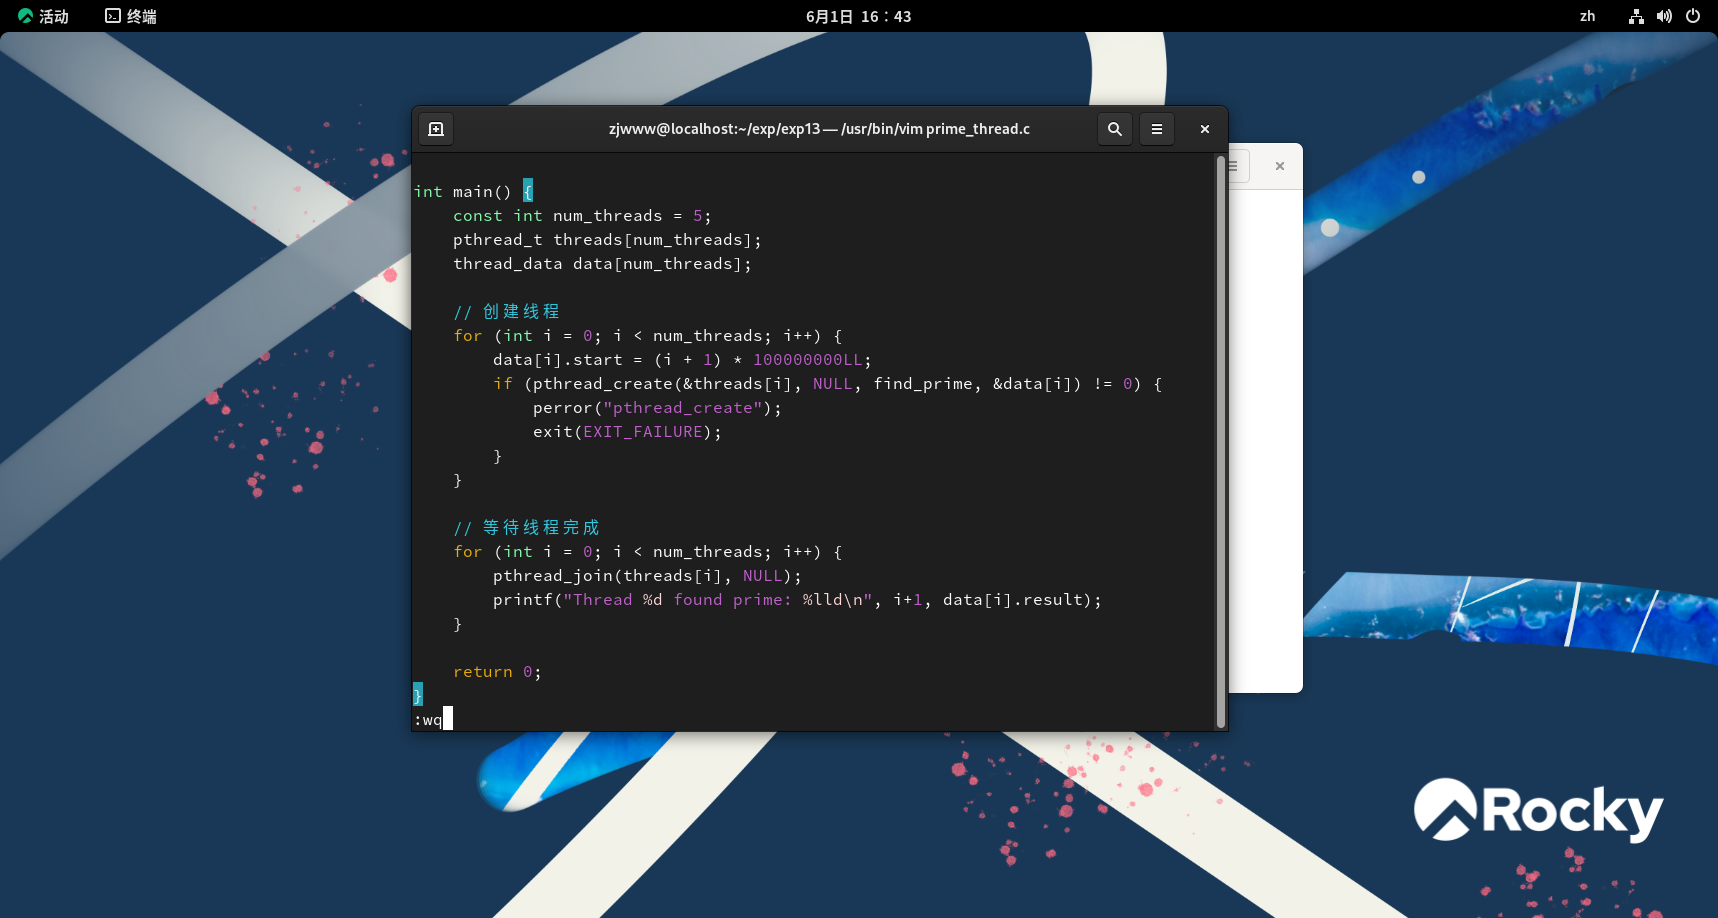 活动 终端 6月1日 16：43 zh
zjwww@localhost:~/exp/exp13 — /usr/bin/vim prime_thread.c
int main() {
    const int num_threads = 5;
    pthread_t threads[num_threads];
    thread_data data[num_threads];
    // 创建线程
    for (int i = 0; i < num_threads; i++) {
        data[i].start = (i + 1) * 100000000LL;
        if (pthread_create(&threads[i], NULL, find_prime, &data[i]) != 0) {
            perror("pthread_create");
            exit(EXIT_FAILURE);
        }
    }
    // 等待线程完成
    for (int i = 0; i < num_threads; i++) {
        pthread_join(threads[i], NULL);
        printf("Thread %d found prime: %lld\n", i+1, data[i].result);
    }
    return 0;
}
:wq
Rocky